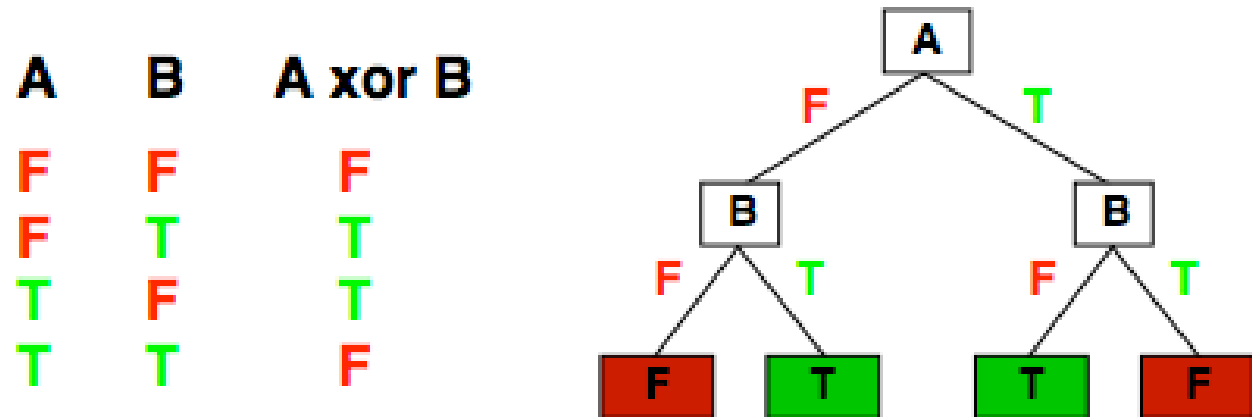 A B A xor B
F F F
F T T
T F T
T T F
A
F T
B B
F T F T
F T T F